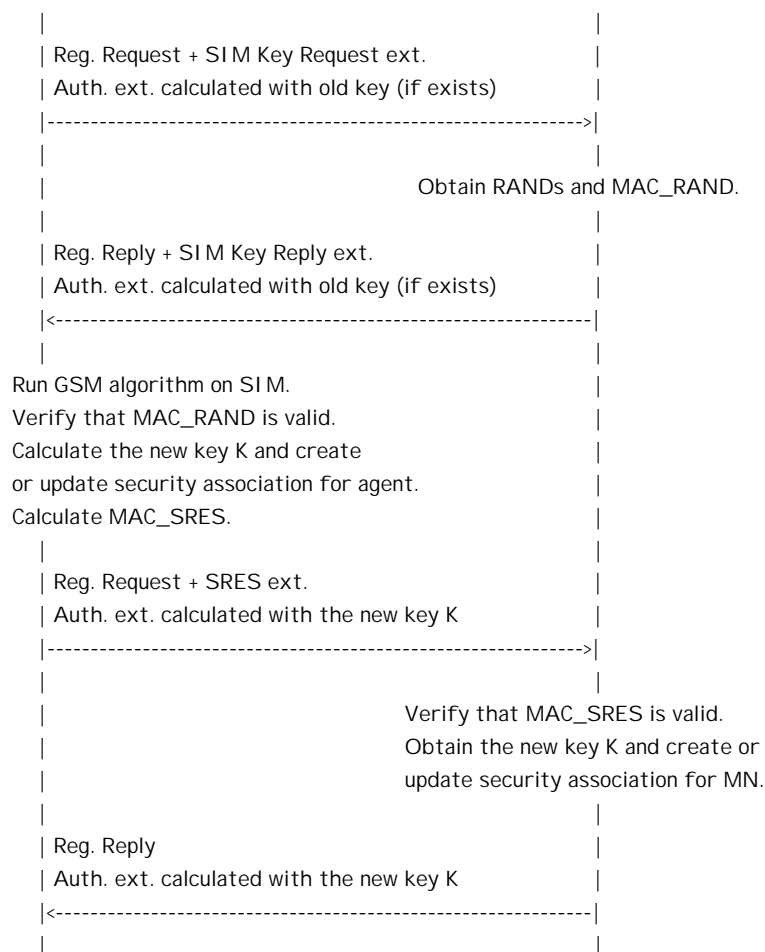 Reg. Request + SIM Key Request ext.
Auth. ext. calculated with old key (if exists)
Obtain RANDs and MAC_RAND.
Reg. Reply + SIM Key Reply ext.
Auth. ext. calculated with old key (if exists)
Run GSM algorithm on SIM.
Verify that MAC_RAND is valid.
Calculate the new key K and create
or update security association for agent.
Calculate MAC_SRES.
Reg. Request + SRES ext.
Auth. ext. calculated with the new key K
Verify that MAC_SRES is valid.
Obtain the new key K and create or
update security association for MN.
Reg. Reply
Auth. ext. calculated with the new key K